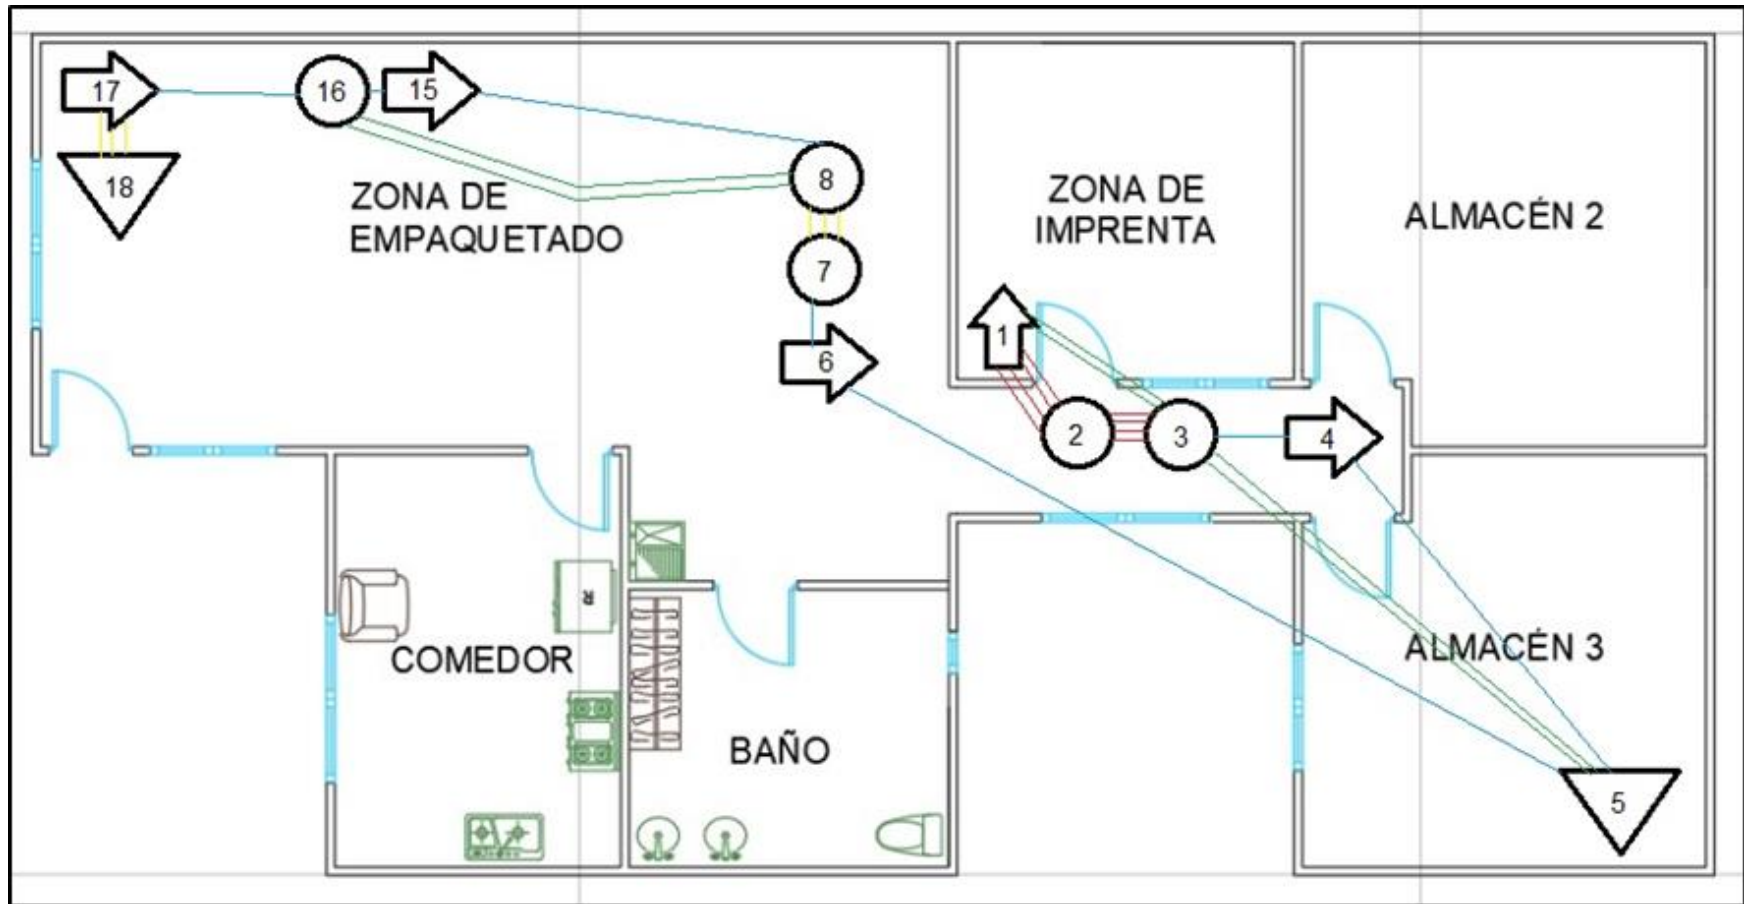 17
16
15
18
ZONA DE
EMPAQUETADO
8
7
6
ZONA DE
IMPRENTA
ALMACÉN 2
1
2
3
4
COMEDOR
BAÑO
ALMACÉN 3
5